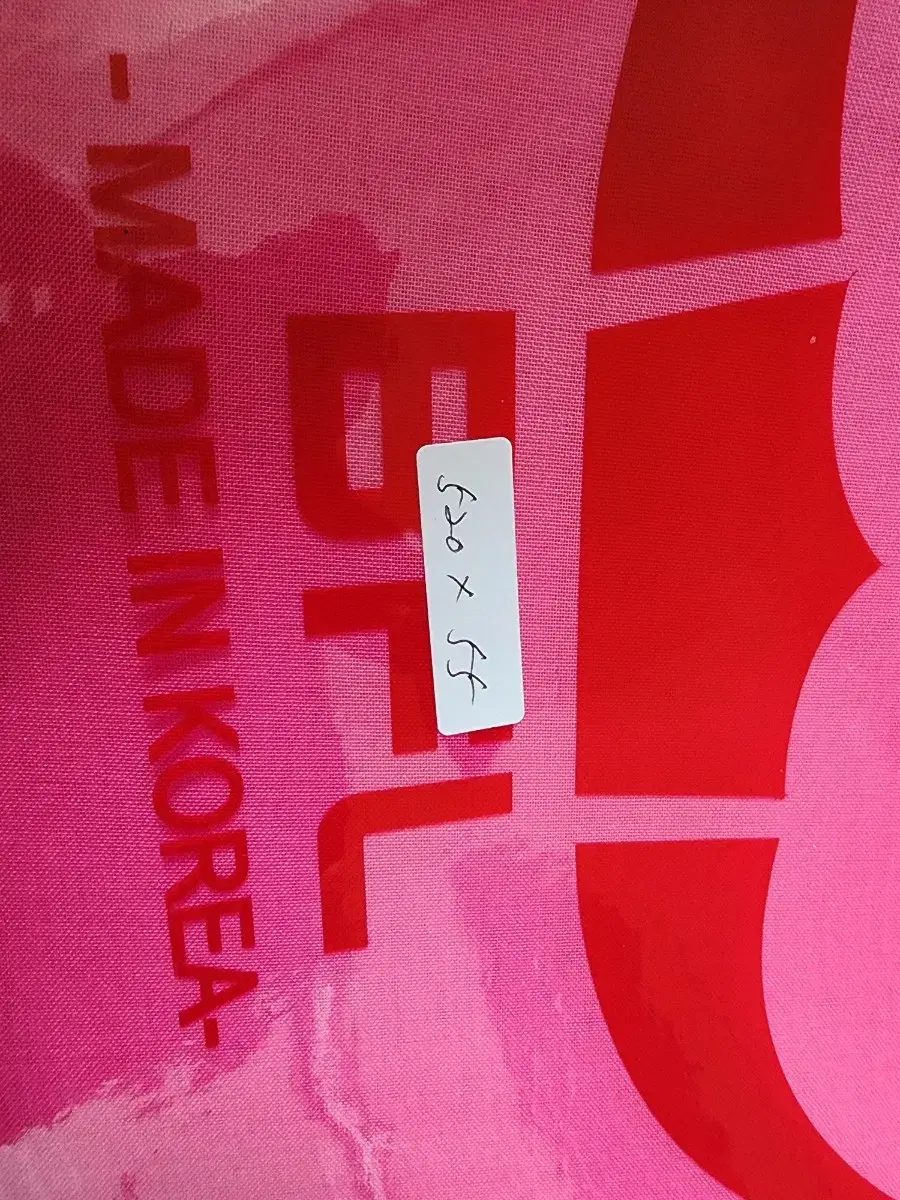 BFL
520 x 55
- MADE IN KOREA-